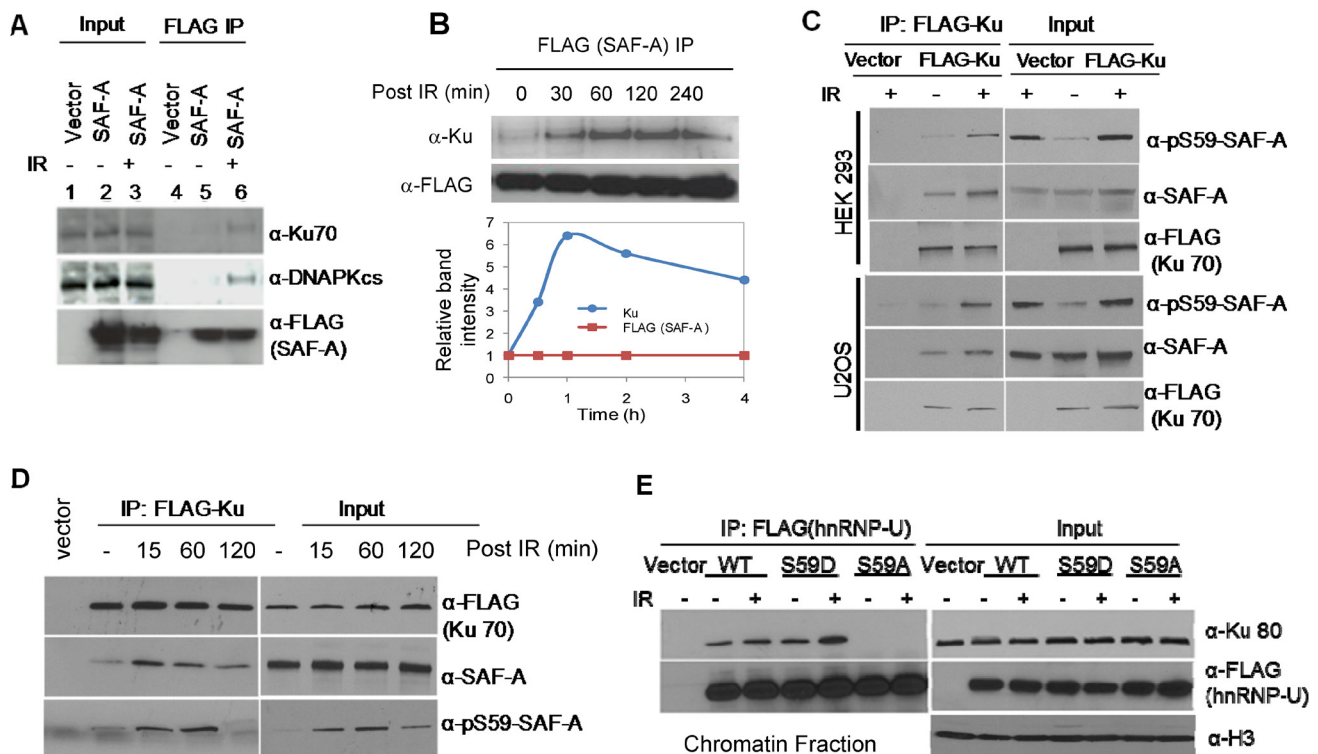 A
Input FLAG IP
Vector SAF-A SAF-A Vector SAF-A SAF-A
IR - - + - - +
1 2 3 4 5 6
α-Ku70
α-DNAPKcs
α-FLAG
(SAF-A)
B
FLAG (SAF-A) IP
Post IR (min) 0 30 60 120 240
α-Ku
α-FLAG
Relative band
intensity
7
6
5
4
3
2
1
0
Ku
FLAG (SAF-A)
0 1 2 3 4
Time (h)
C
IP: FLAG-Ku Input
Vector FLAG-Ku Vector FLAG-Ku
IR + - + + - +
HEK 293
α-pS59-SAF-A
α-SAF-A
α-FLAG
(Ku 70)
U2OS
α-pS59-SAF-A
α-SAF-A
α-FLAG
(Ku 70)
D
vector
IP: FLAG-Ku Input
- 15 60 120 - 15 60 120 Post IR (min)
α-FLAG
(Ku 70)
α-SAF-A
α-pS59-SAF-A
E
IP: FLAG(hnRNP-U) Input
Vector WT S59D S59A Vector WT S59D S59A
IR - - + - + - + - - + - + - +
α-Ku 80
α-FLAG
(hnRNP-U)
α-H3
Chromatin Fraction